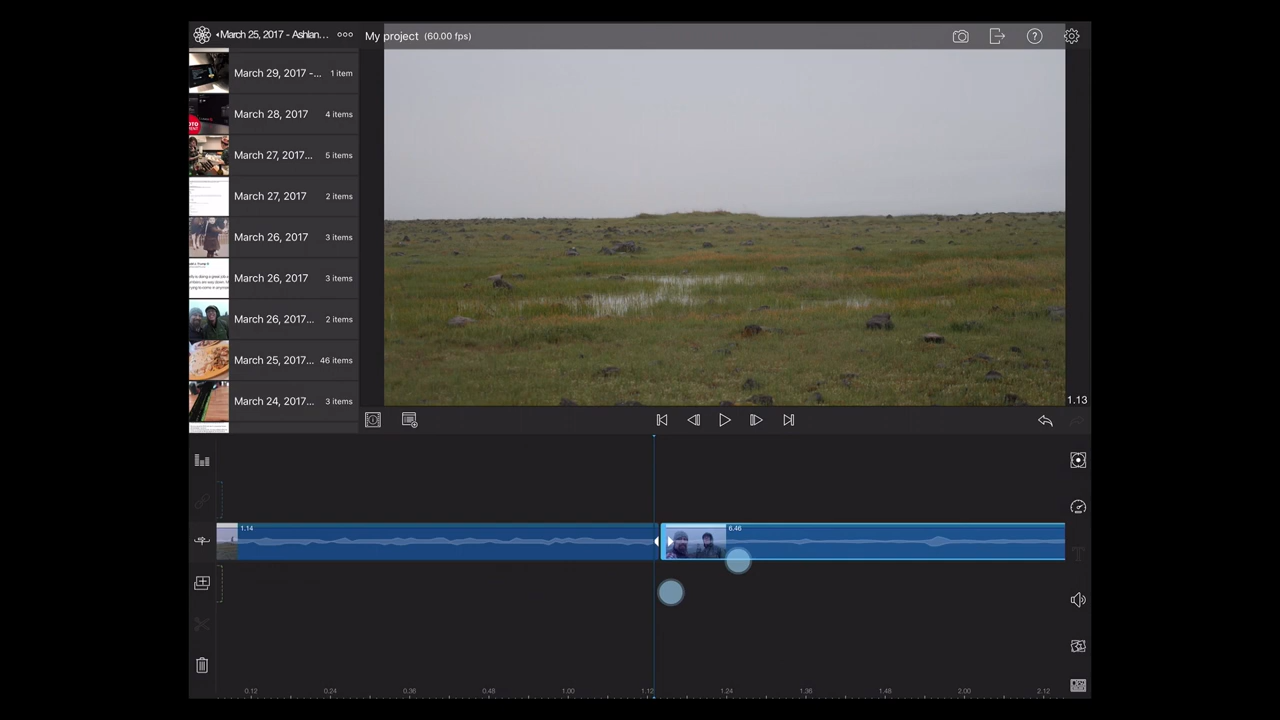 March 25, 2017 - Ashlan...
My project (60.00 fps)
March 29, 2017 -... 1 item
March 28, 2017 4 items
March 27, 2017... 5 items
March 27, 2017 2 items
March 26, 2017 3 items
March 26, 2017 3 items
March 26, 2017... 2 items
March 25, 2017... 46 items
March 24, 2017... 3 items
1.13
1.14
6.46
0.12 0.24 0.36 0.48 1.00 1.12 1.24 1.36 1.48 2.00 2.12